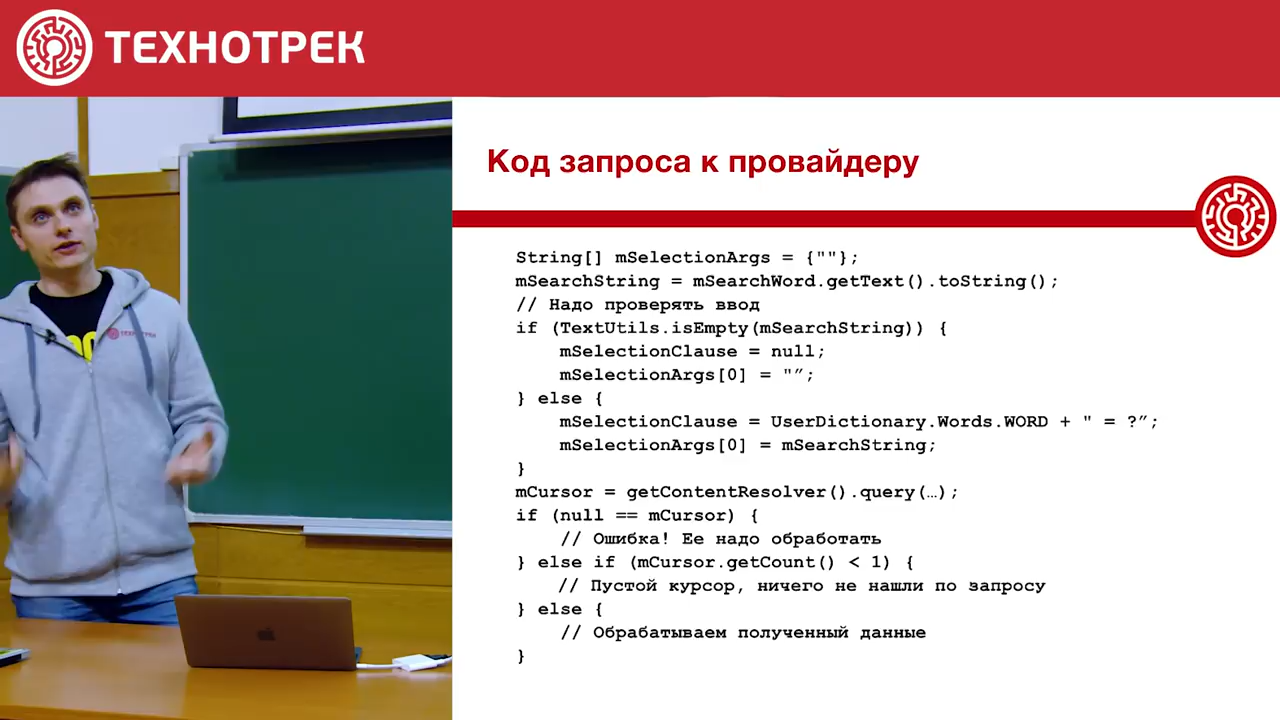 ТЕХНОТРЕК
Код запроса к провайдеру
String[] mSelectionArgs = {""};
mSearchString = mSearchWord.getText().toString();
// Надо проверять ввод
if (TextUtils.isEmpty(mSearchString)) {
    mSelectionClause = null;
    mSelectionArgs[0] = "”;
} else {
    mSelectionClause = UserDictionary.Words.WORD + " = ?”;
    mSelectionArgs[0] = mSearchString;
}
mCursor = getContentResolver().query(…);
if (null == mCursor) {
    // Ошибка! Ее надо обработать
} else if (mCursor.getCount() < 1) {
    // Пустой курсор, ничего не нашли по запросу
} else {
    // Обрабатываем полученный данные
}
ТЕХНОТРЕК